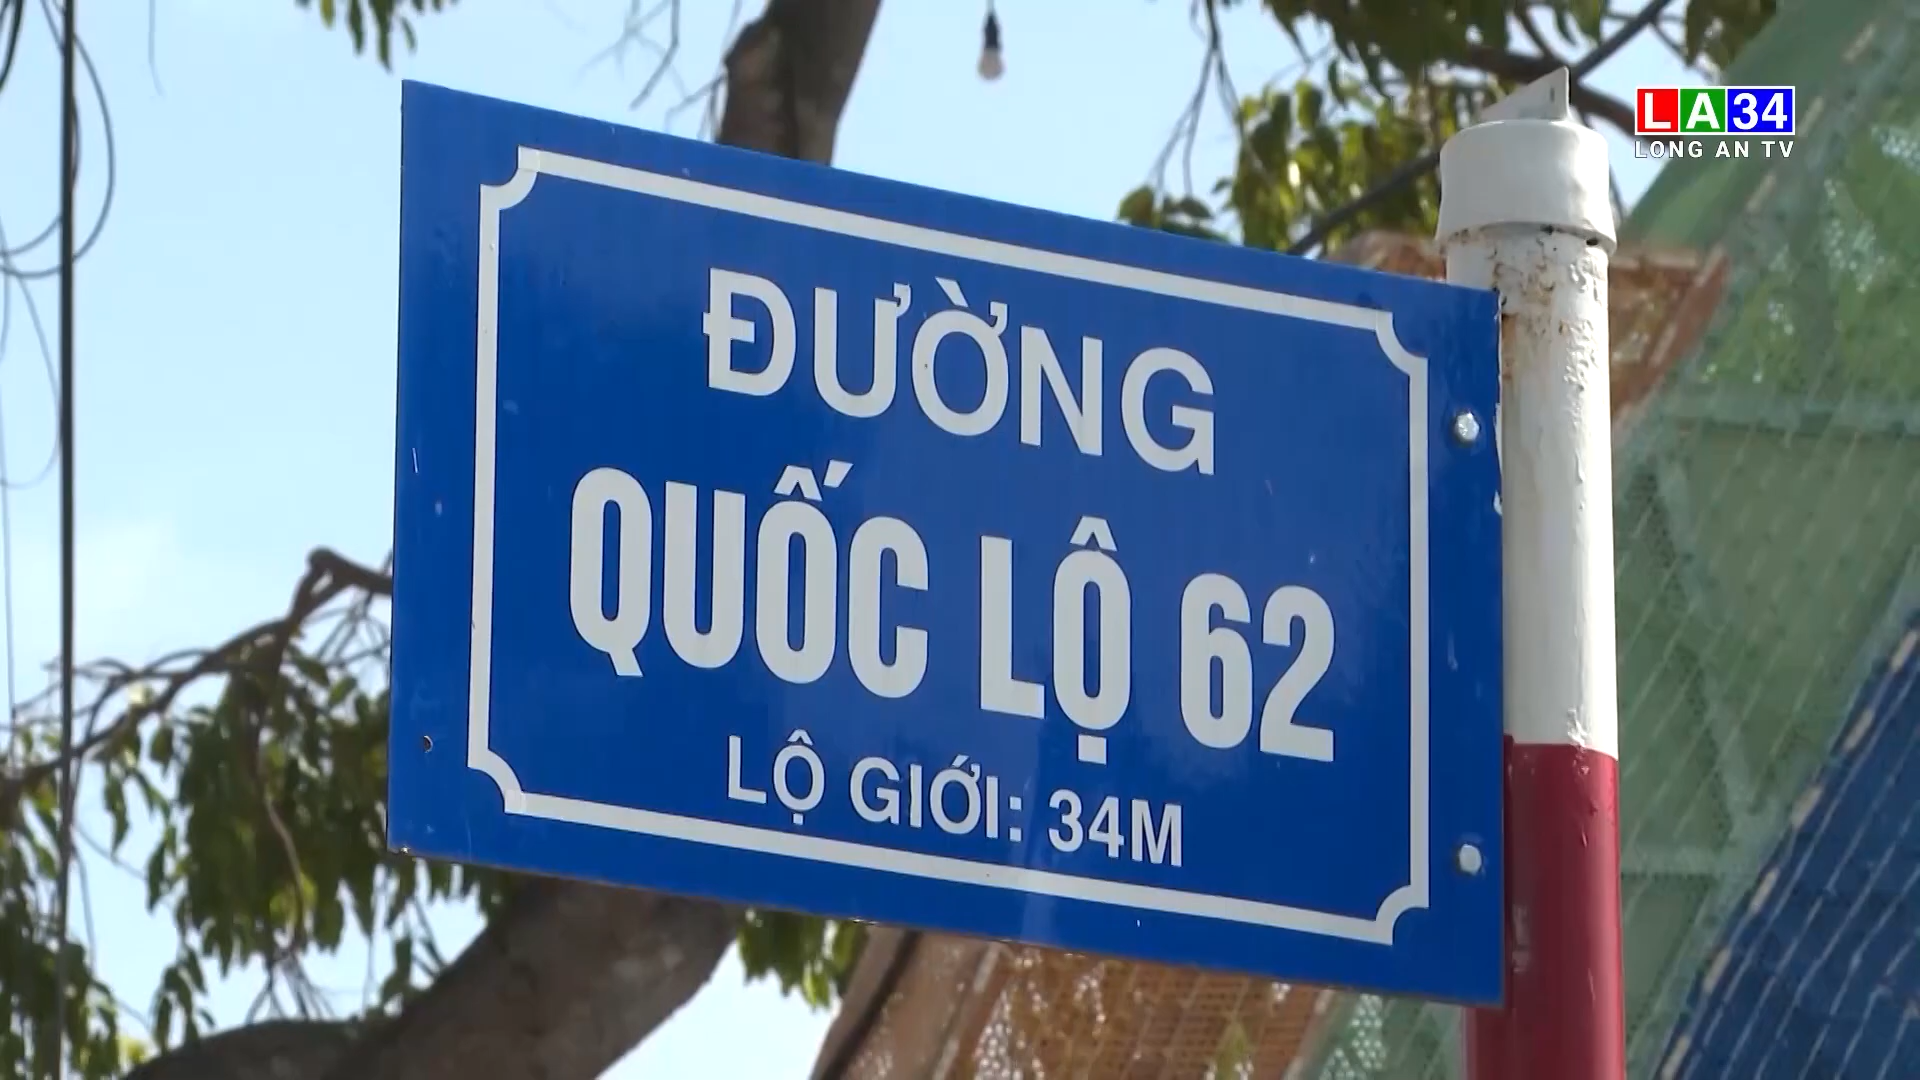 LA34
LONG AN TV
ĐƯỜNG
QUỐC LỘ 62
LỘ GIỚI: 34M